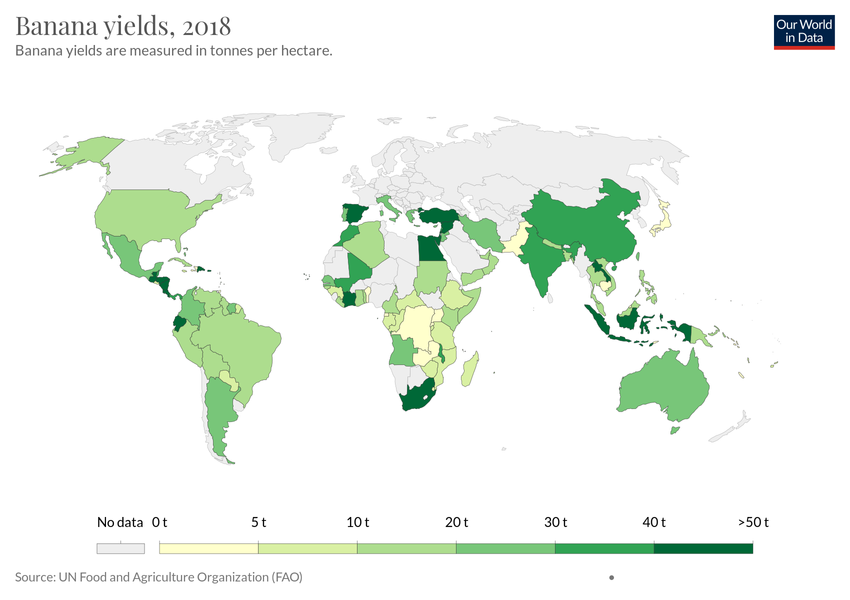 Banana yields, 2018
Banana yields are measured in tonnes per hectare.
Our World
in Data
No data 0 t 5 t 10 t 20 t 30 t 40 t >50 t
Source: UN Food and Agriculture Organization (FAO)